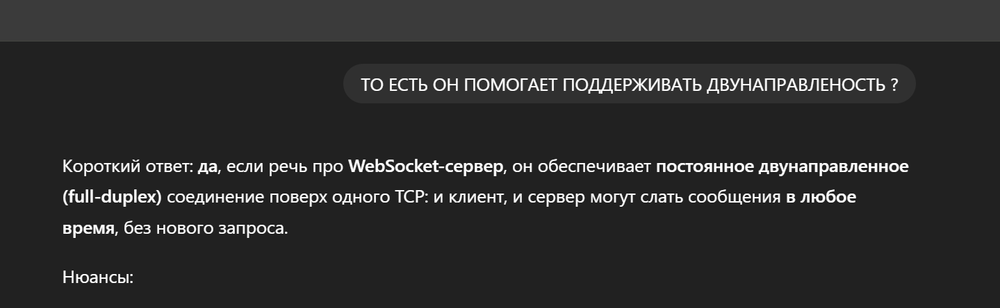 ТО ЕСТЬ ОН ПОМОГАЕТ ПОДДЕРЖИВАТЬ ДВУНАПРАВЛЕНОСТЬ ?
Короткий ответ: да, если речь про WebSocket-сервер, он обеспечивает постоянное двунаправленное
(full-duplex) соединение поверх одного TCP: и клиент, и сервер могут слать сообщения в любое
время, без нового запроса.
Нюансы: